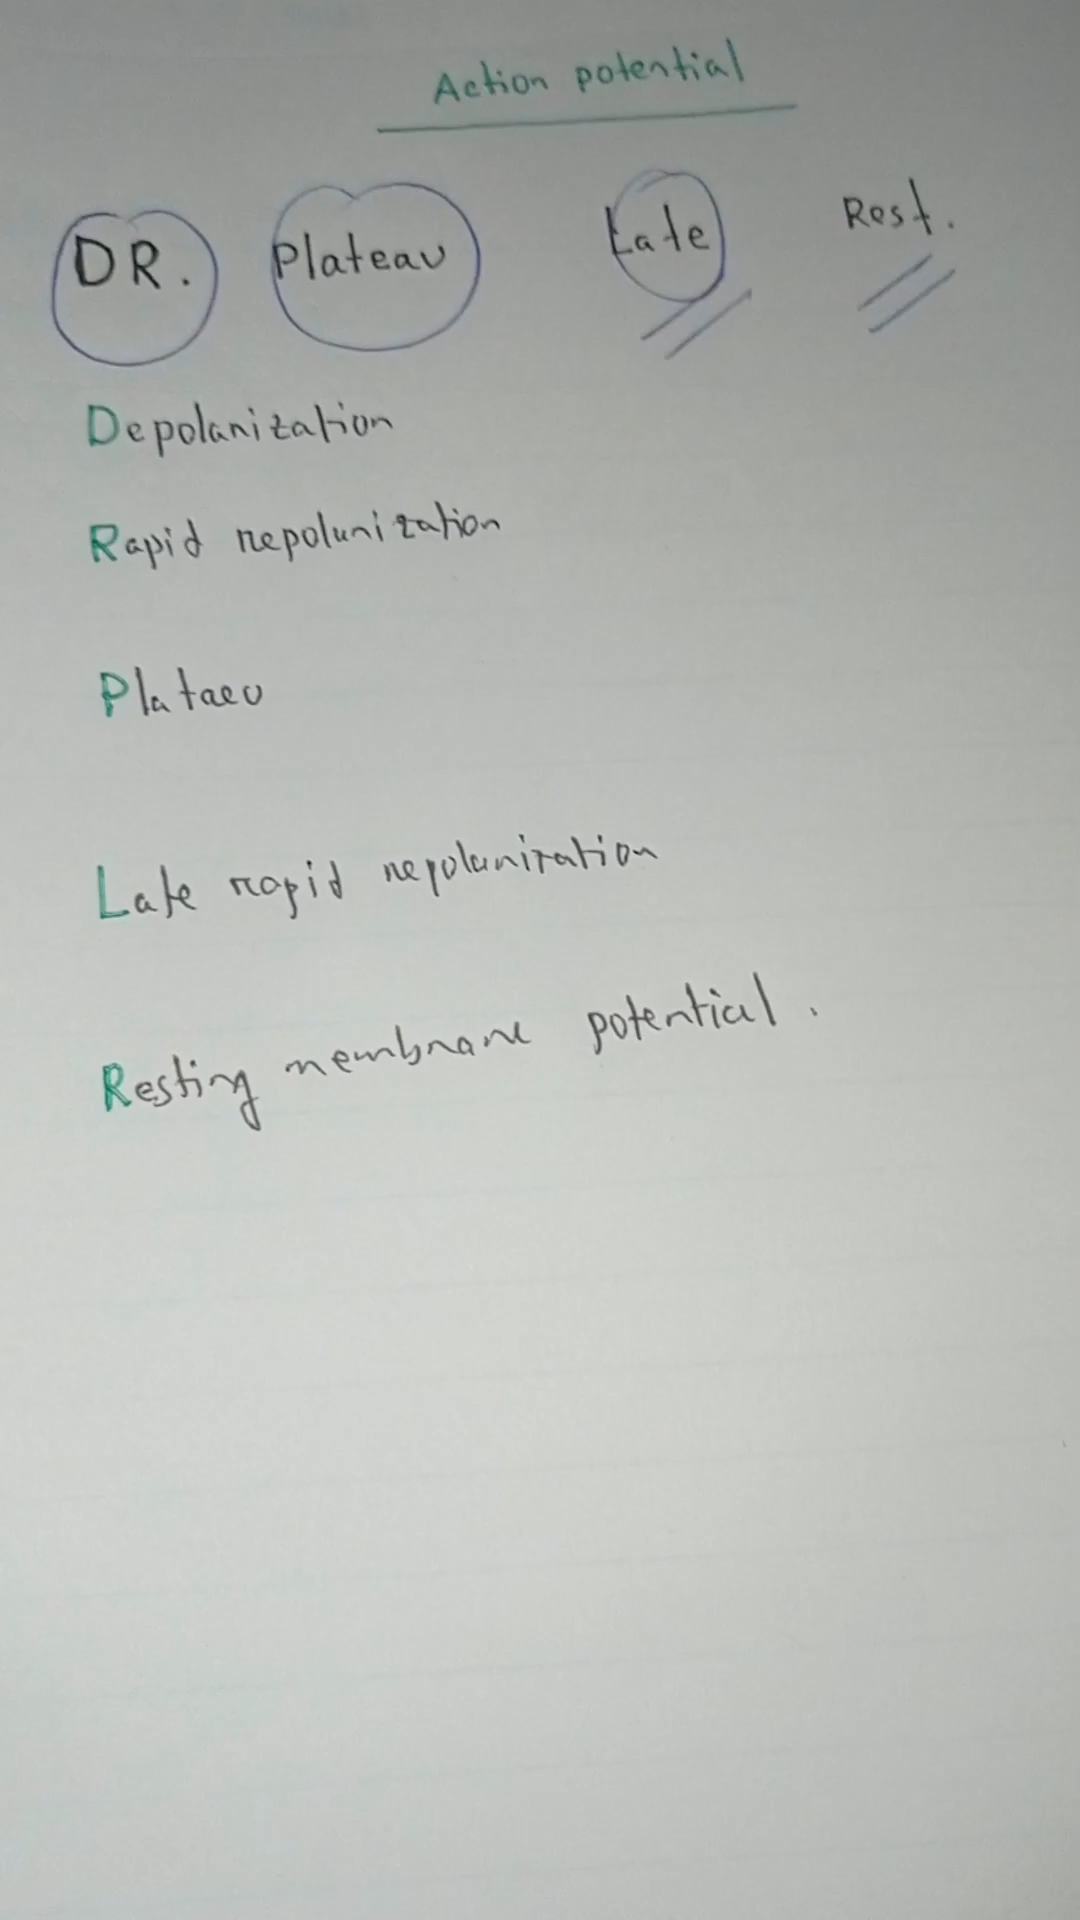 Action potential
DR. Plateau Late Rest.
Depolarization
Rapid repolarization
Plataeu
Late rapid repolarization
Resting membrane potential.